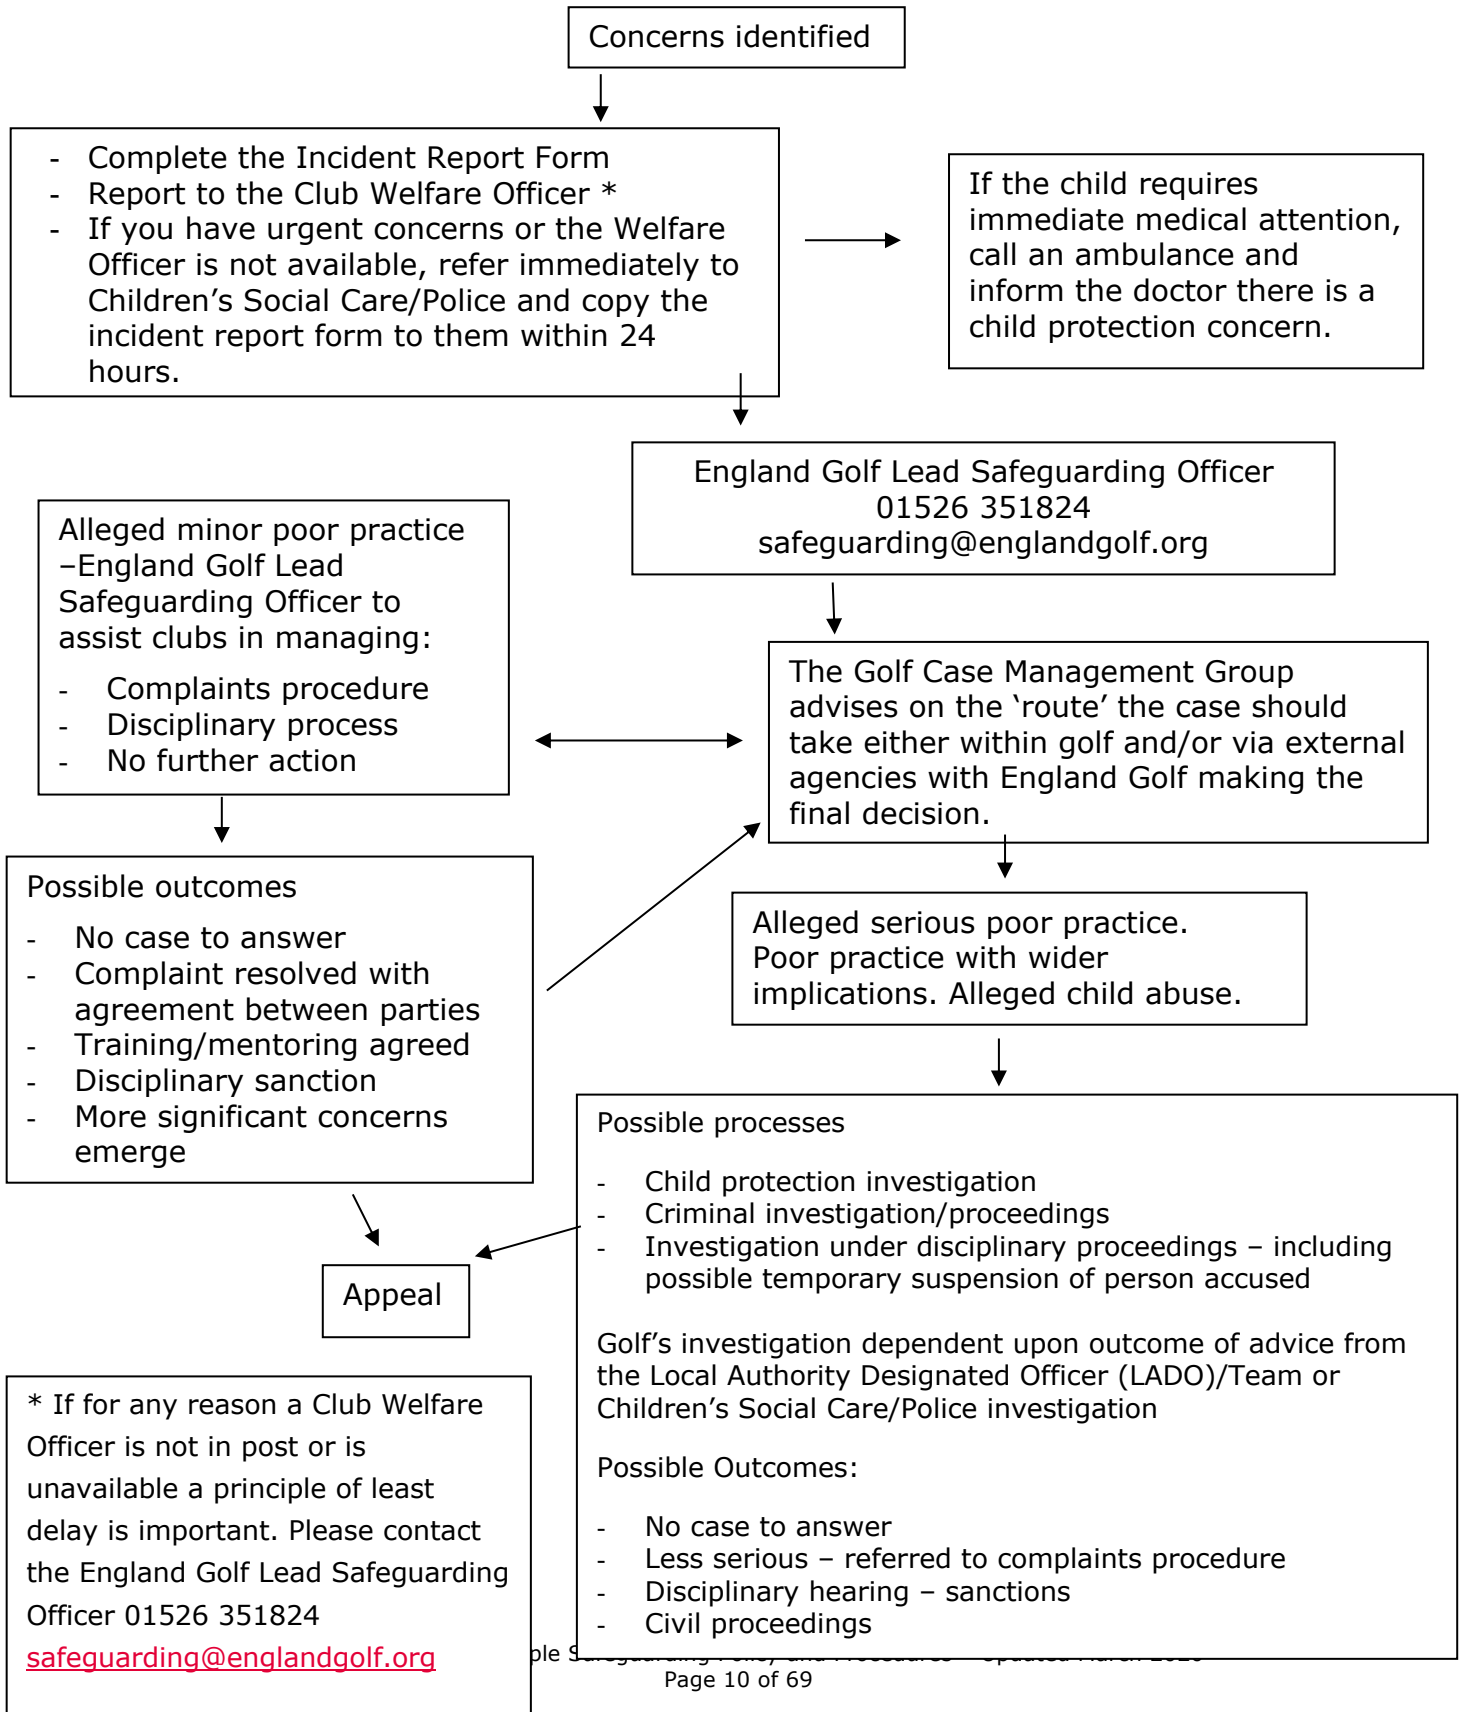 Concerns identified
- Complete the Incident Report Form
- Report to the Club Welfare Officer *
- If you have urgent concerns or the Welfare
Officer is not available, refer immediately to
Children’s Social Care/Police and copy the
incident report form to them within 24
hours.
If the child requires
immediate medical attention,
call an ambulance and
inform the doctor there is a
child protection concern.
England Golf Lead Safeguarding Officer
01526 351824
safeguarding@englandgolf.org
Alleged minor poor practice
–England Golf Lead
Safeguarding Officer to
assist clubs in managing:
- Complaints procedure
- Disciplinary process
- No further action
The Golf Case Management Group
advises on the ‘route’ the case should
take either within golf and/or via external
agencies with England Golf making the
final decision.
Possible outcomes
- No case to answer
- Complaint resolved with
agreement between parties
- Training/mentoring agreed
- Disciplinary sanction
- More significant concerns
emerge
Alleged serious poor practice.
Poor practice with wider
implications. Alleged child abuse.
Possible processes
- Child protection investigation
- Criminal investigation/proceedings
- Investigation under disciplinary proceedings – including
possible temporary suspension of person accused
Golf’s investigation dependent upon outcome of advice from
the Local Authority Designated Officer (LADO)/Team or
Children’s Social Care/Police investigation
Possible Outcomes:
- No case to answer
- Less serious – referred to complaints procedure
- Disciplinary hearing – sanctions
- Civil proceedings
Appeal
* If for any reason a Club Welfare
Officer is not in post or is
unavailable a principle of least
delay is important. Please contact
the England Golf Lead Safeguarding
Officer 01526 351824
safeguarding@englandgolf.org
Page 10 of 69